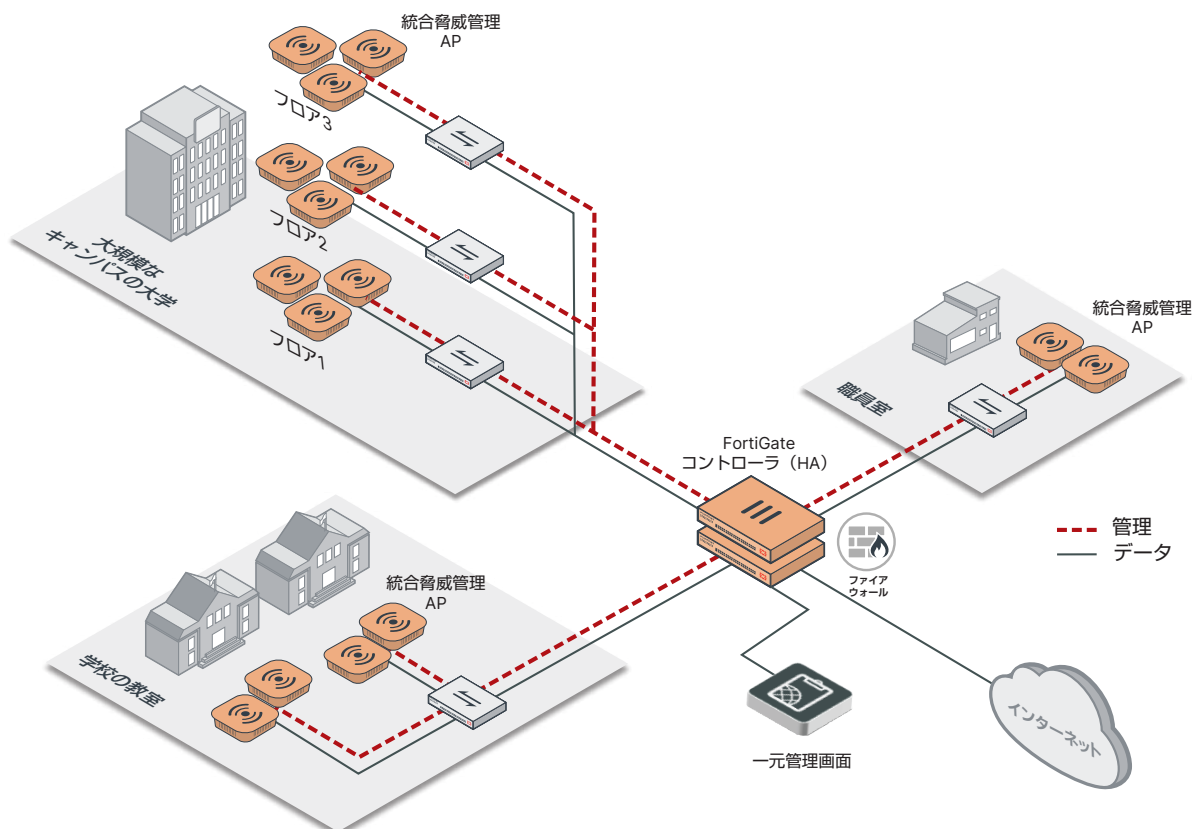 統合脅威管理
AP
フロア3
フロア2
フロア1
大規模な
キャンパスの大学
統合脅威管理
AP
職員室
FortiGate
コントローラ（HA）
ファイア
ウォール
管理
データ
統合脅威管理
AP
学校の教室
一元管理画面
インターネット